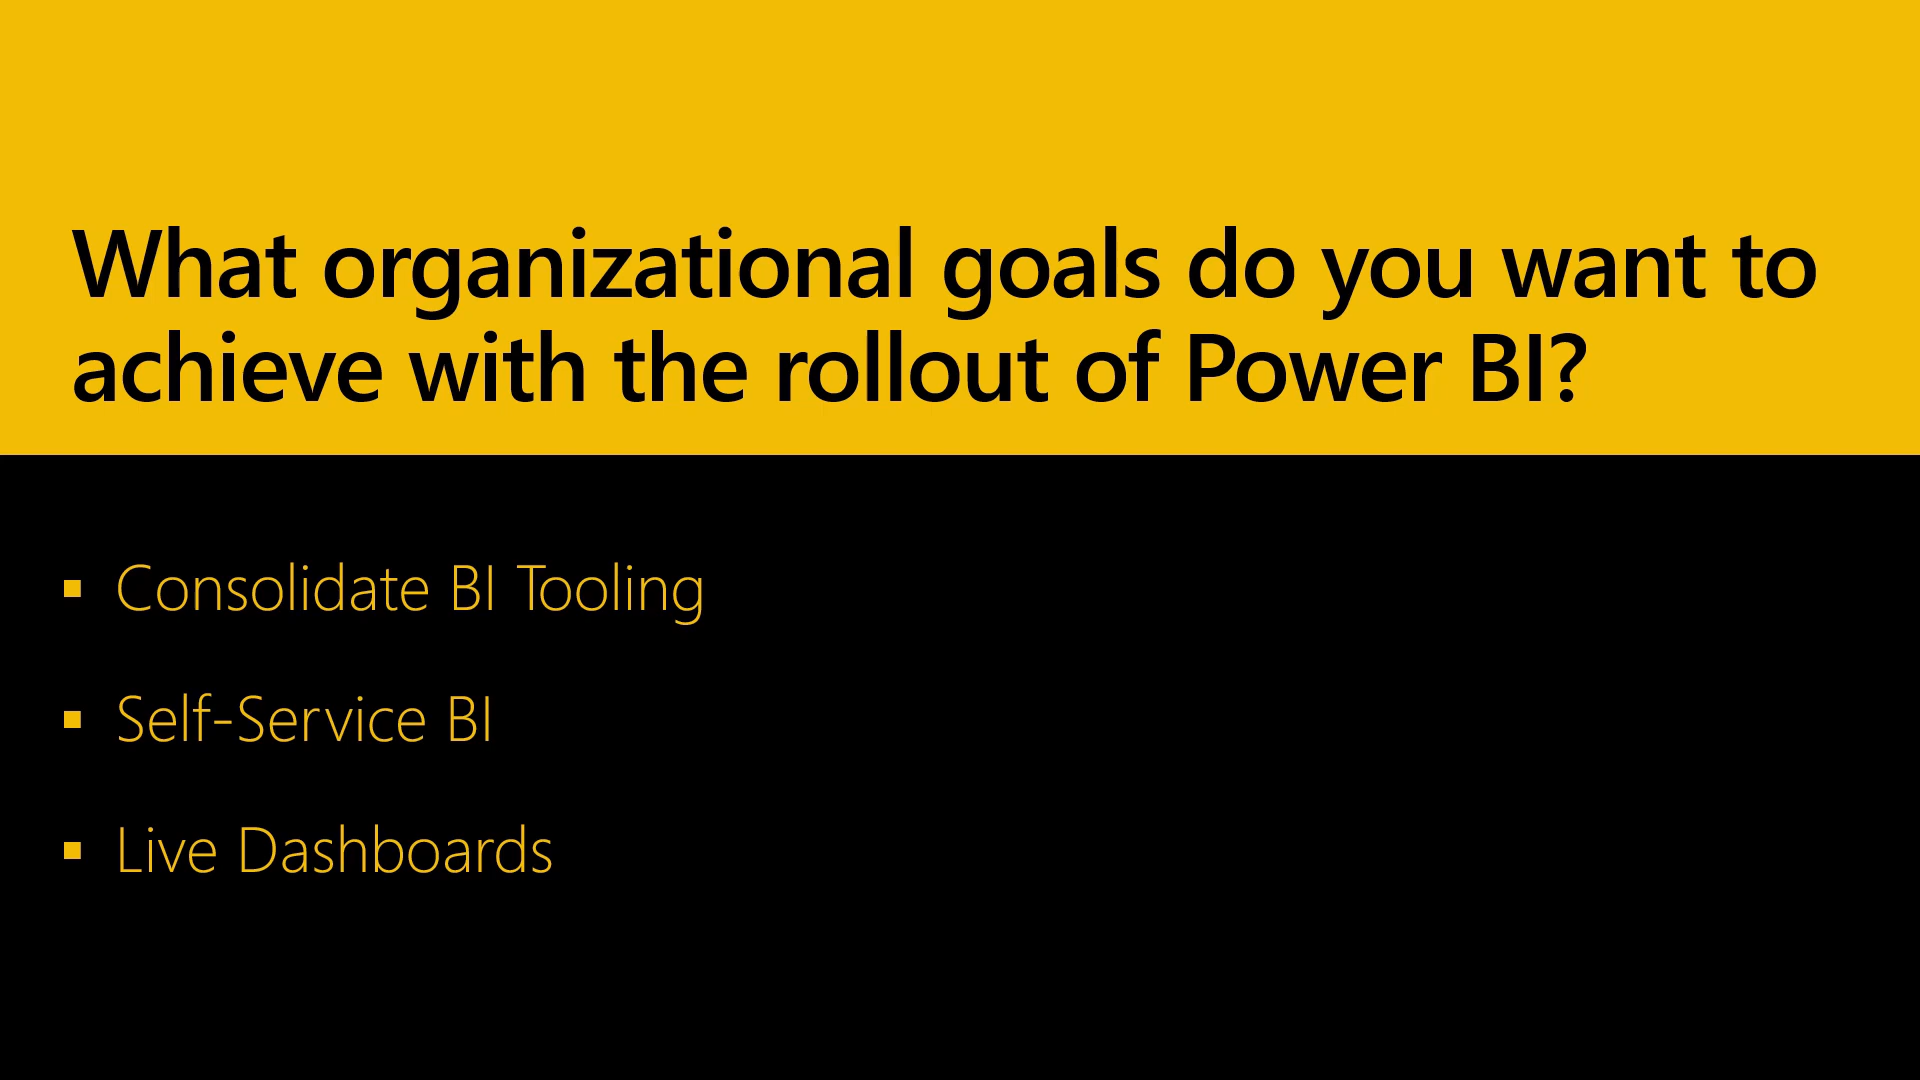 What organizational goals do you want to
achieve with the rollout of Power BI?
▪ Consolidate BI Tooling
▪ Self-Service BI
▪ Live Dashboards